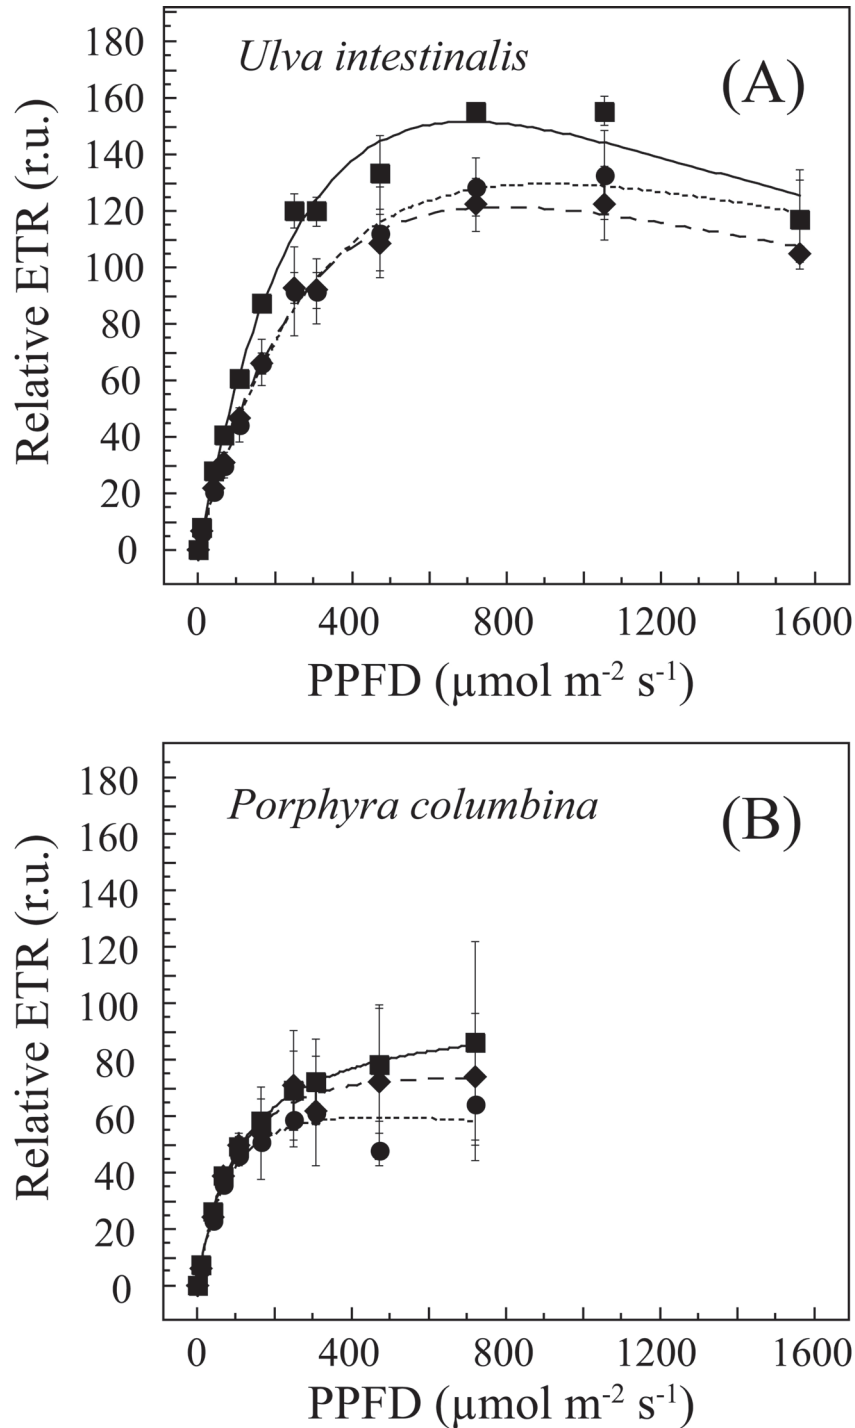 Ulva intestinalis
(A)
Relative ETR (r.u.)
180
160
140
120
100
80
60
40
20
0
0 400 800 1200 1600
PPFD (µmol m-2 s-1)
Porphyra columbina
(B)
Relative ETR (r.u.)
180
160
140
120
100
80
60
40
20
0
0 400 800 1200 1600
PPFD (µmol m-2 s-1)